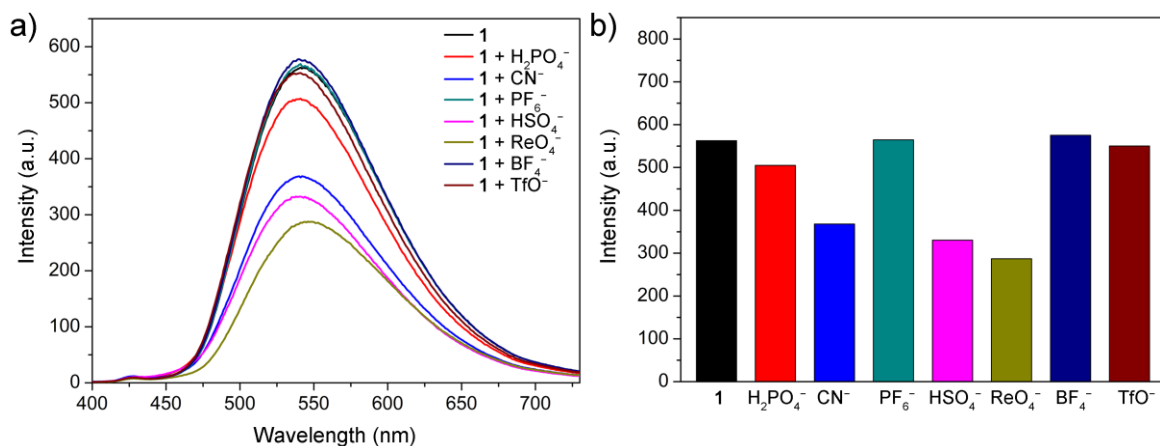 a)
600
500
400
300
200
100
0
Intensity (a.u.)
400 450 500 550 600 650 700
Wavelength (nm)
1
1 + H₂PO₄⁻
1 + CN⁻
1 + PF₆⁻
1 + HSO₄⁻
1 + ReO₄⁻
1 + BF₄⁻
1 + TfO⁻
b)
800
700
600
500
400
300
200
100
0
Intensity (a.u.)
1 H₂PO₄⁻ CN⁻ PF₆⁻ HSO₄⁻ ReO₄⁻ BF₄⁻ TfO⁻